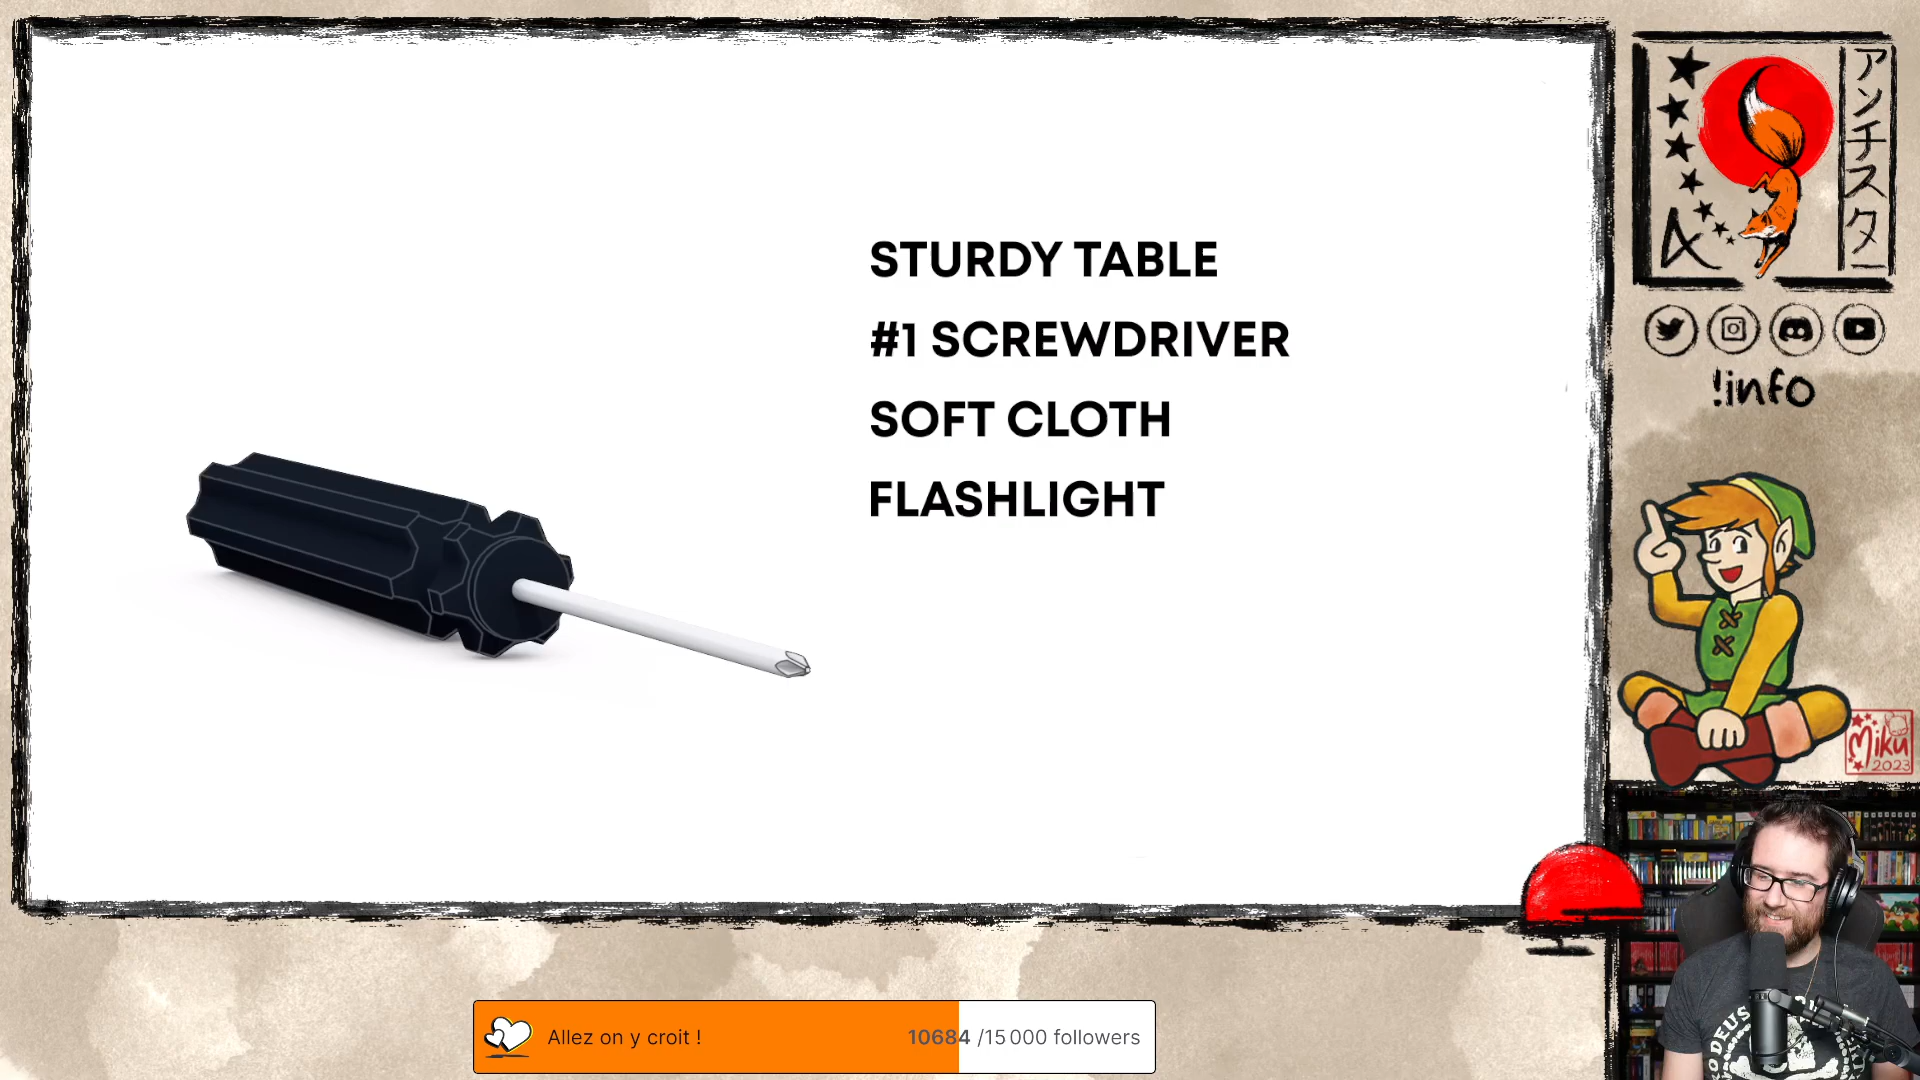 STURDY TABLE
#1 SCREWDRIVER
SOFT CLOTH
FLASHLIGHT
アンチスター
!info
Miku
2023
Allez on y croit !
10684 /15 000 followers